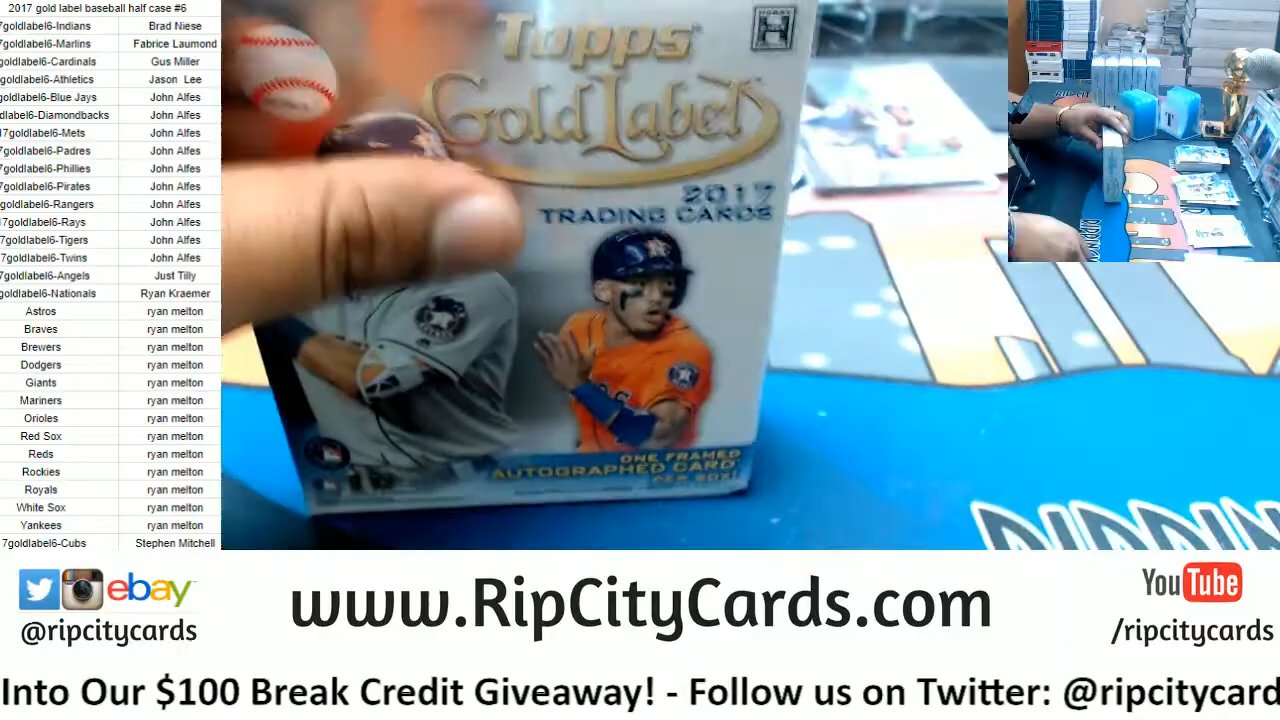 2017 gold label baseball half case #6
7goldlabel6-Indians Brad Niese
7goldlabel6-Marlins Fabrice Laumond
goldlabel6-Cardinals Gus Miller
goldlabel6-Athletics Jason Lee
oldlabel6-Blue Jays John Alfes
dlabel6-Diamondbacks John Alfes
17goldlabel6-Mets John Alfes
7goldlabel6-Padres John Alfes
7goldlabel6-Phillies John Alfes
7goldlabel6-Pirates John Alfes
goldlabel6-Rangers John Alfes
17goldlabel6-Rays John Alfes
7goldlabel6-Tigers John Alfes
7goldlabel6-Twins John Alfes
7goldlabel6-Angels Just Tilly
goldlabel6-Nationals Ryan Kraemer
Astros ryan melton
Braves ryan melton
Brewers ryan melton
Dodgers ryan melton
Giants ryan melton
Mariners ryan melton
Orioles ryan melton
Red Sox ryan melton
Reds ryan melton
Rockies ryan melton
Royals ryan melton
White Sox ryan melton
Yankees ryan melton
7goldlabel6-Cubs Stephen Mitchell
Topps
Gold Label
2017
TRADING CARDS
ONE FRAMED
AUTOGRAPHED CARD
PER BOX!
ebay
@ripcitycards
www.RipCityCards.com
YouTube
/ripcitycards
Into Our $100 Break Credit Giveaway! - Follow us on Twitter: @ripcitycard